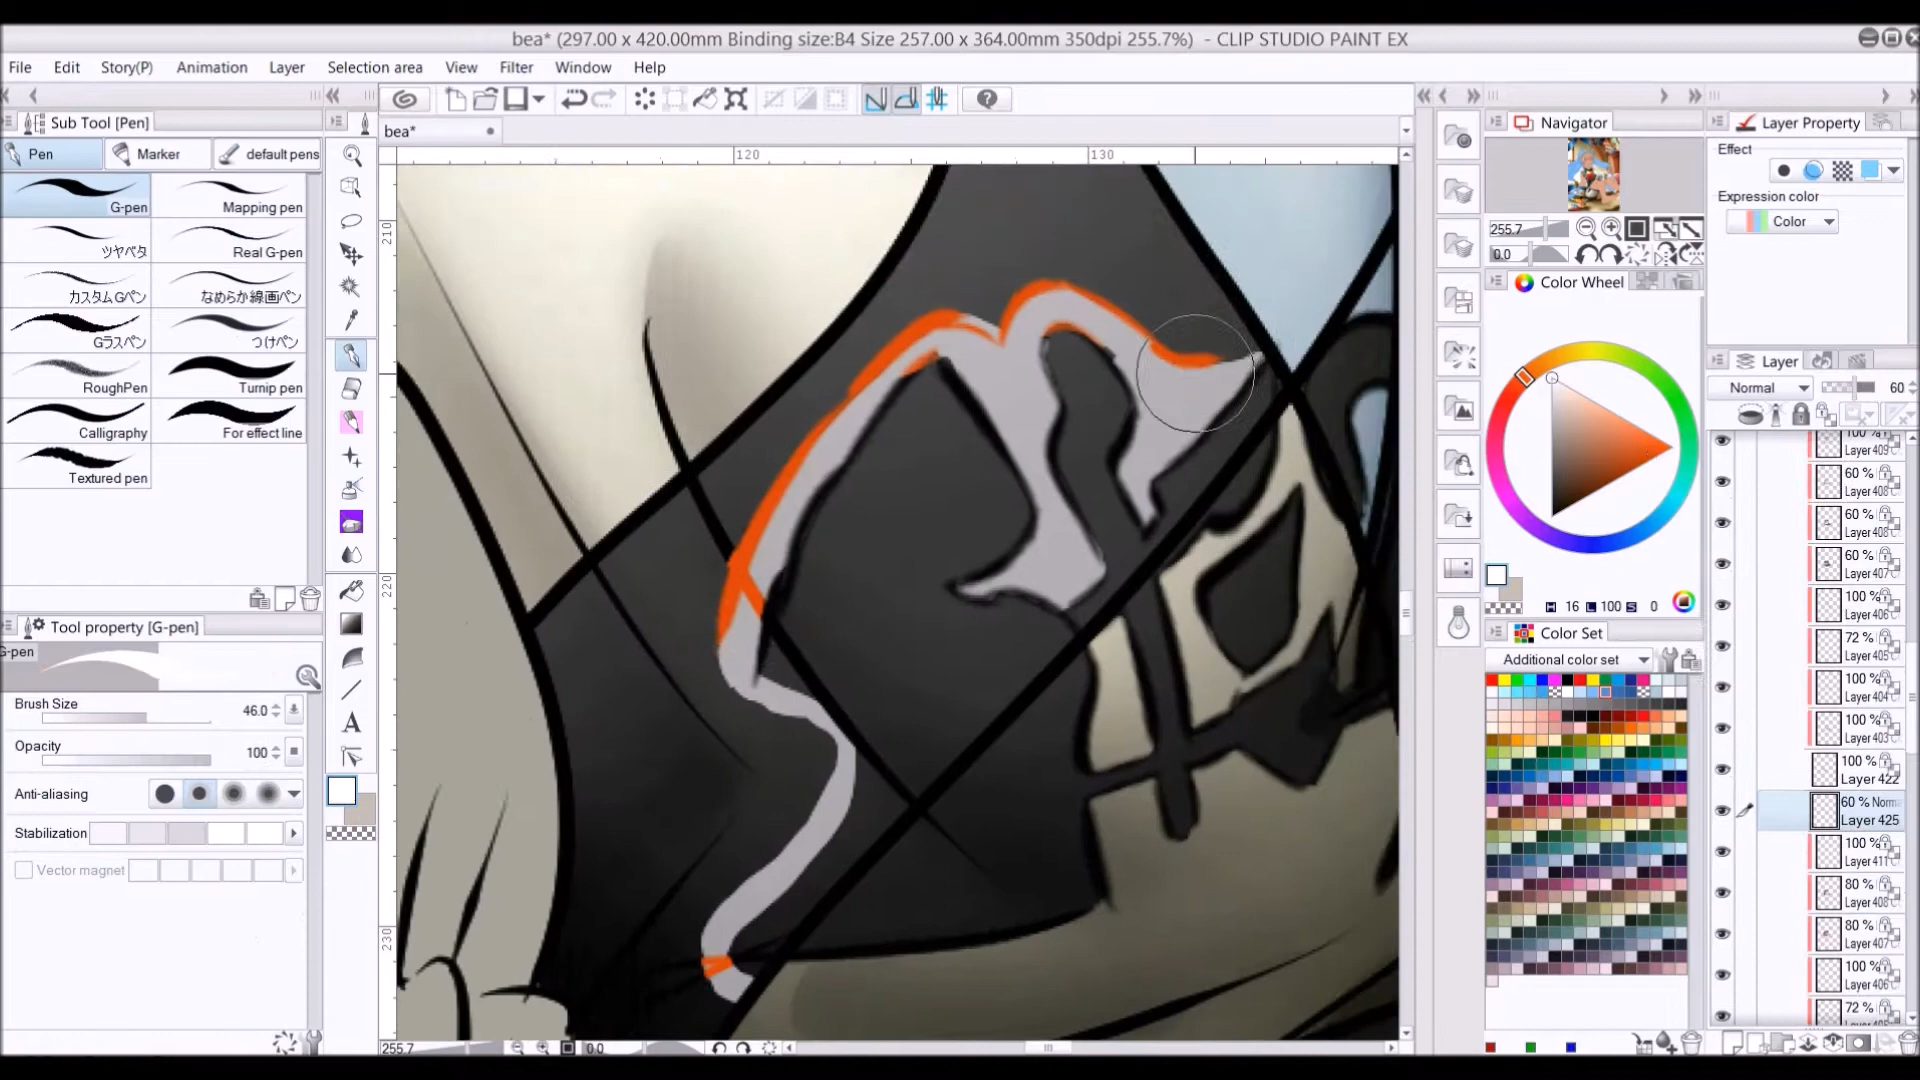 bea* (297.00 x 420.00mm Binding size:B4 Size 257.00 x 364.00mm 350dpi 255.7%) - CLIP STUDIO PAINT EX
File Edit Story(P) Animation Layer Selection area View Filter Window Help
Sub Tool [Pen]
Pen Marker default pens
G-pen Mapping pen
ツヤベタ Real G-pen
カスタムGペン なめらか線画ペン
Gラスペン つけペン
RoughPen Turnip pen
Calligraphy For effect line
Textured pen
Tool property [G-pen]
G-pen
Brush Size 46.0
Opacity 100
Anti-aliasing
Stabilization
Vector magnet
bea*
120 130
210
220
230
255.7 0.0
Navigator
255.7
0.0
Color Wheel
H 16 L 100 S 0
Color Set
Additional color set
Layer Property
Effect
Expression color
Color
Layer
Normal 60
100 %
Layer 409
60 %
Layer 408
60 %
Layer 408
60 %
Layer 407
100 %
Layer 406
72 %
Layer 405
100 %
Layer 404
100 %
Layer 403
100 %
Layer 422
60 % Norma
Layer 425
100 %
Layer 411
80 %
Layer 408
80 %
Layer 407
100 %
Layer 406
72 %